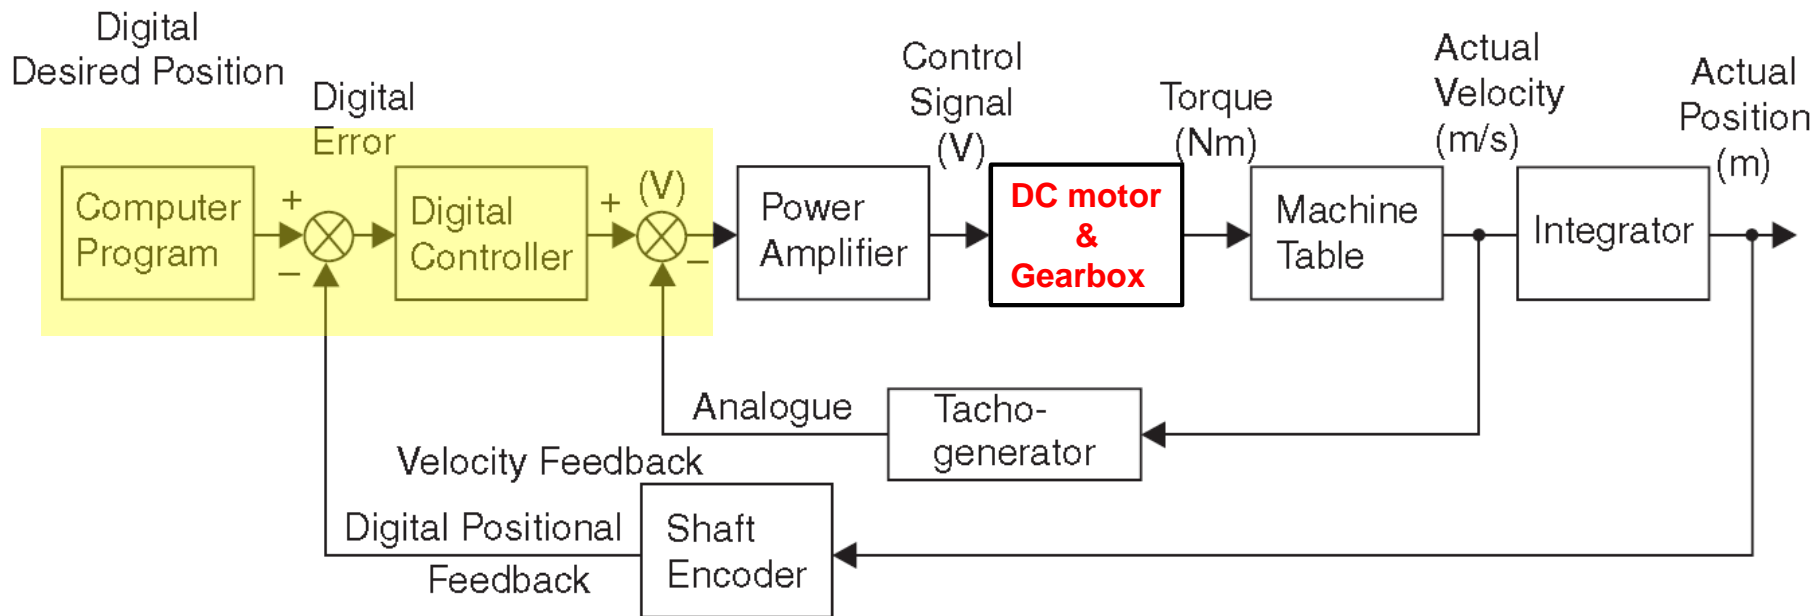 Digital
Desired Position
Digital
Error
Control
Signal
(V)
Torque
(Nm)
Actual
Velocity
(m/s)
Actual
Position
(m)
Computer
Program
+
−
Digital
Controller
+
(V)
−
Power
Amplifier
DC motor
&
Gearbox
Machine
Table
Integrator
Analogue
Tacho-
generator
Velocity Feedback
Digital Positional
Feedback
Shaft
Encoder